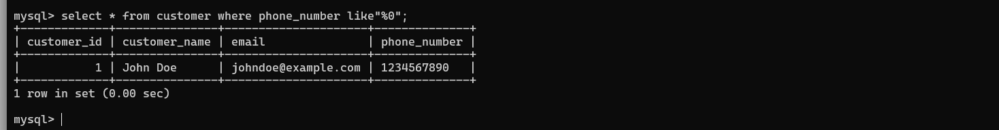 mysql> select * from customer where phone_number like"%0";
+-------------+---------------+---------------------+--------------+
| customer_id | customer_name | email               | phone_number |
+-------------+---------------+---------------------+--------------+
|           1 | John Doe      | johndoe@example.com | 1234567890   |
+-------------+---------------+---------------------+--------------+
1 row in set (0.00 sec)
mysql>